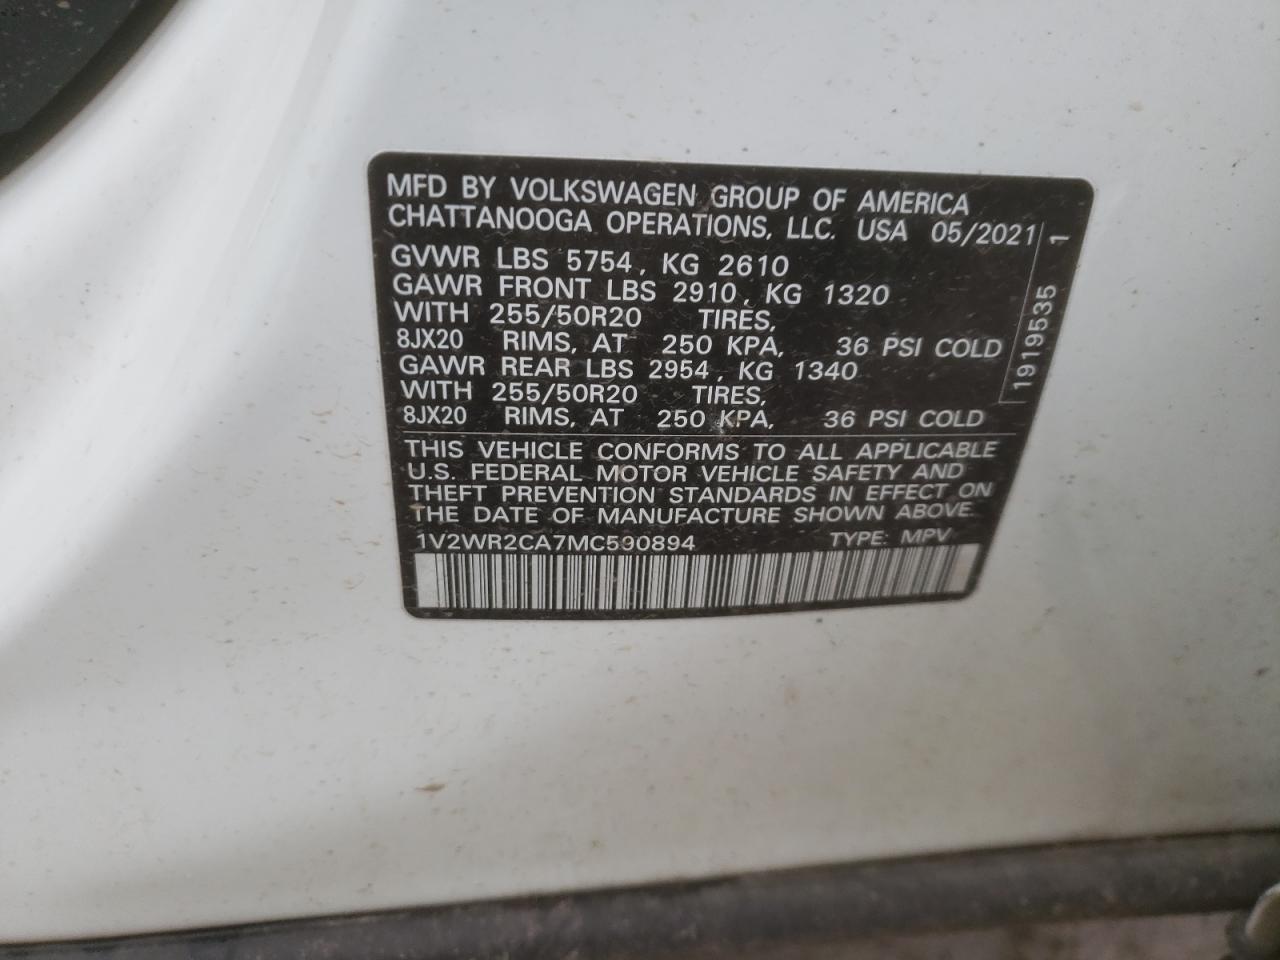 MFD BY VOLKSWAGEN GROUP OF AMERICA
CHATTANOOGA OPERATIONS, LLC. USA 05/2021
GVWR LBS 5754, KG 2610
GAWR FRONT LBS 2910, KG 1320
WITH 255/50R20 TIRES,
8JX20 RIMS, AT 250 KPA, 36 PSI COLD
GAWR REAR LBS 2954, KG 1340
WITH 255/50R20 TIRES,
8JX20 RIMS, AT 250 KPA, 36 PSI COLD
THIS VEHICLE CONFORMS TO ALL APPLICABLE
U.S. FEDERAL MOTOR VEHICLE SAFETY AND
THEFT PREVENTION STANDARDS IN EFFECT ON
THE DATE OF MANUFACTURE SHOWN ABOVE.
1V2WR2CA7MC590894 TYPE: MPV
1919535 1